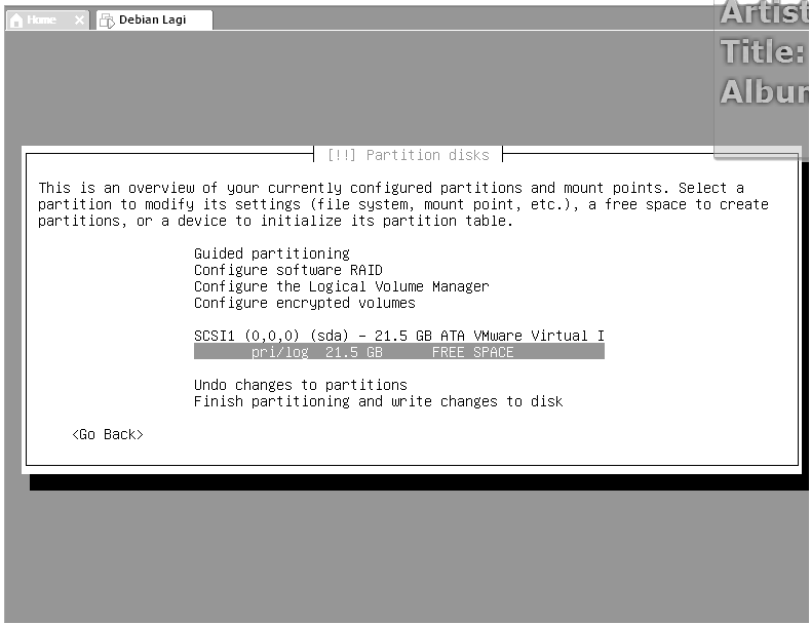 Home
Debian Lagi
Artist
Title:
Album
[!!] Partition disks
This is an overview of your currently configured partitions and mount points. Select a
partition to modify its settings (file system, mount point, etc.), a free space to create
partitions, or a device to initialize its partition table.
Guided partitioning
Configure software RAID
Configure the Logical Volume Manager
Configure encrypted volumes
SCSI1 (0,0,0) (sda) - 21.5 GB ATA VMware Virtual I
pri/log 21.5 GB FREE SPACE
Undo changes to partitions
Finish partitioning and write changes to disk
<Go Back>